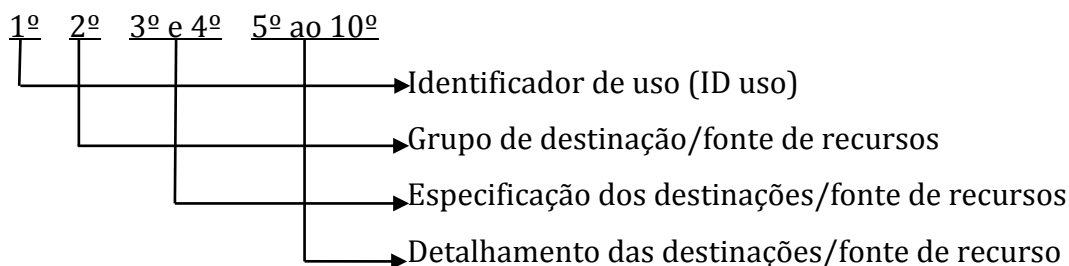 1º 2º 3º e 4º 5º ao 10º
Identificador de uso (ID uso)
Grupo de destinação/fonte de recursos
Especificação dos destinações/fonte de recursos
Detalhamento das destinações/fonte de recurso